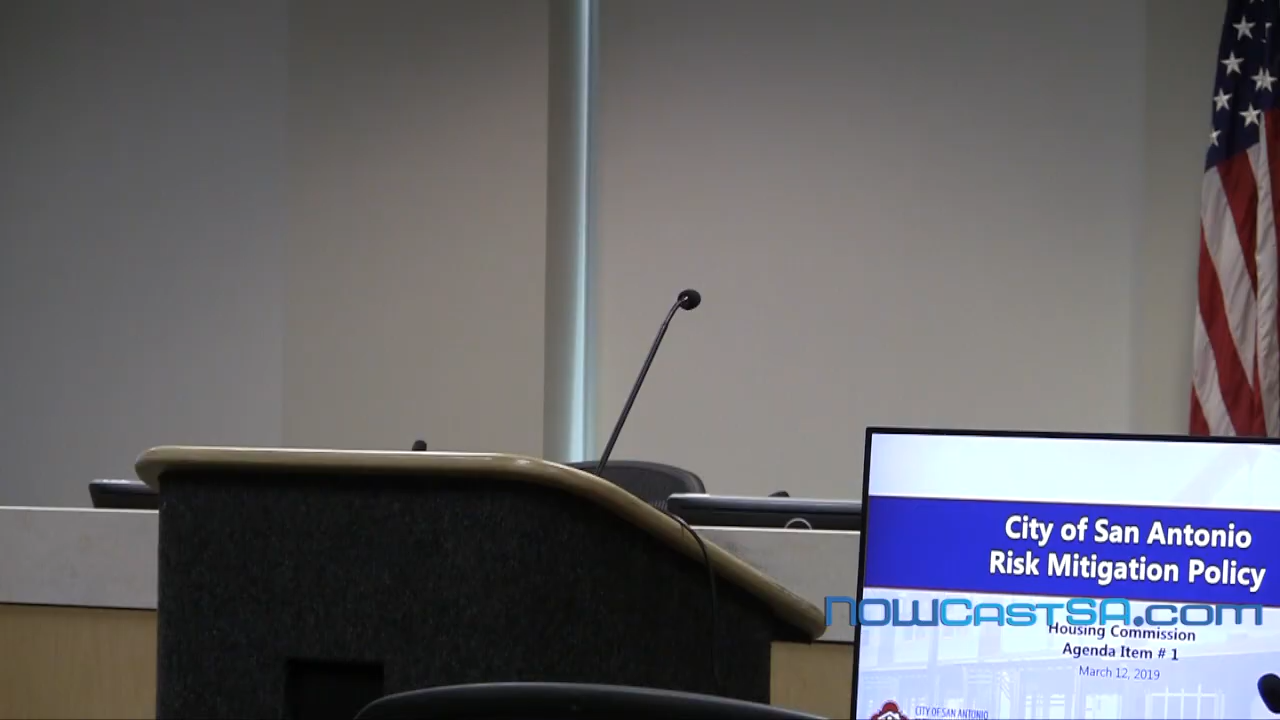 City of San Antonio
Risk Mitigation Policy
NOWCASTSA.COM
Housing Commission
Agenda Item # 1
March 12, 2019
CITY OF SAN ANTONIO